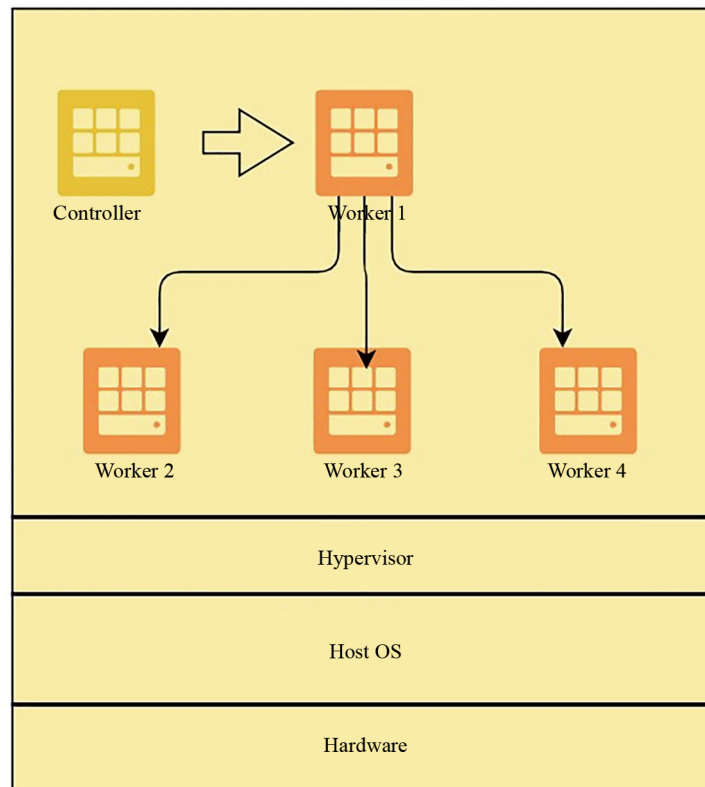 Controller
Worker 1
Worker 2
Worker 3
Worker 4
Hypervisor
Host OS
Hardware